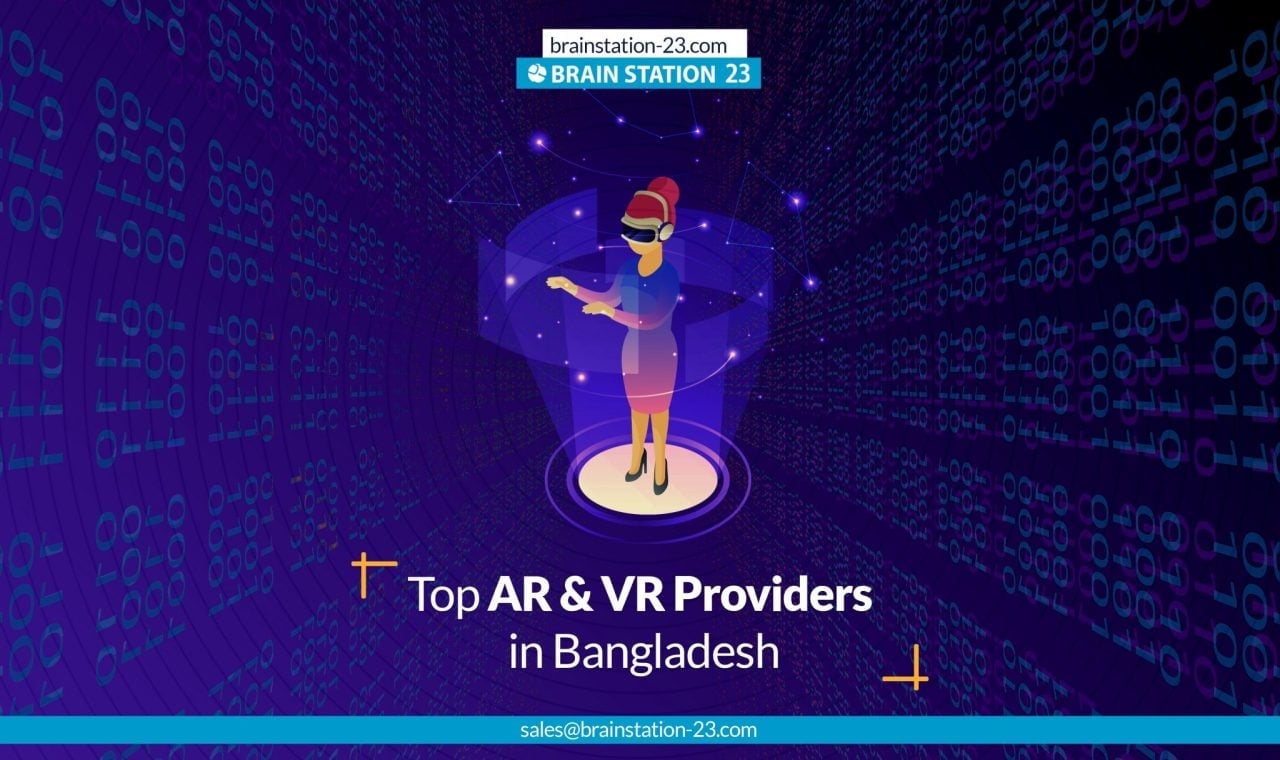 brainstation-23.com
BRAIN STATION 23
Top AR & VR Providers
in Bangladesh
sales@brainstation-23.com